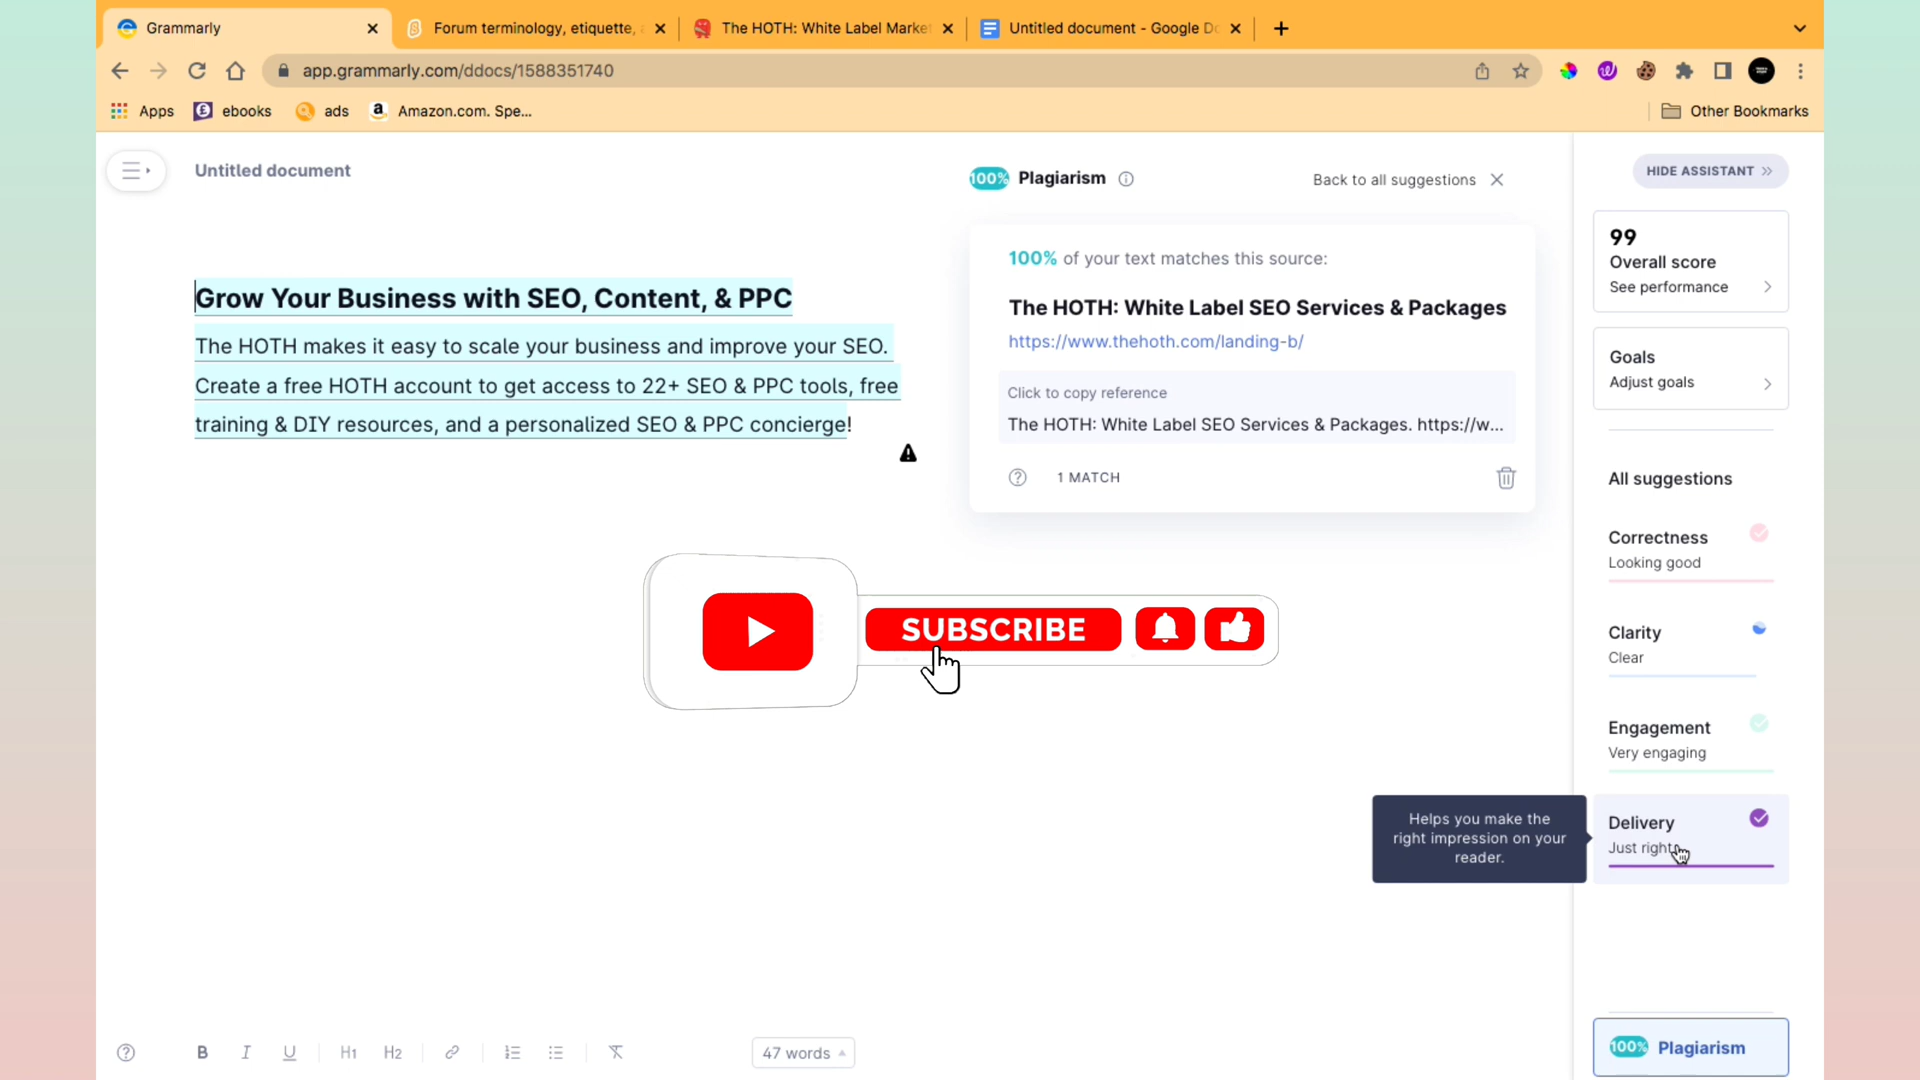 Grammarly
Forum terminology, etiquette,
The HOTH: White Label Market
Untitled document - Google Do
app.grammarly.com/ddocs/1588351740
Apps
ebooks
ads
a
Amazon.com. Spe...
Other Bookmarks
Untitled document
100% Plagiarism
Back to all suggestions
HIDE ASSISTANT
Grow Your Business with SEO, Content, & PPC
The HOTH makes it easy to scale your business and improve your SEO.
Create a free HOTH account to get access to 22+ SEO & PPC tools, free
training & DIY resources, and a personalized SEO & PPC concierge!
100% of your text matches this source:
The HOTH: White Label SEO Services & Packages
https://www.thehoth.com/landing-b/
Click to copy reference
The HOTH: White Label SEO Services & Packages. https://w...
1 MATCH
99
Overall score
See performance
Goals
Adjust goals
All suggestions
Correctness
Looking good
Clarity
Clear
Engagement
Very engaging
Delivery
Just right
Helps you make the
right impression on your
reader.
SUBSCRIBE
B I U H1 H2
47 words
100% Plagiarism